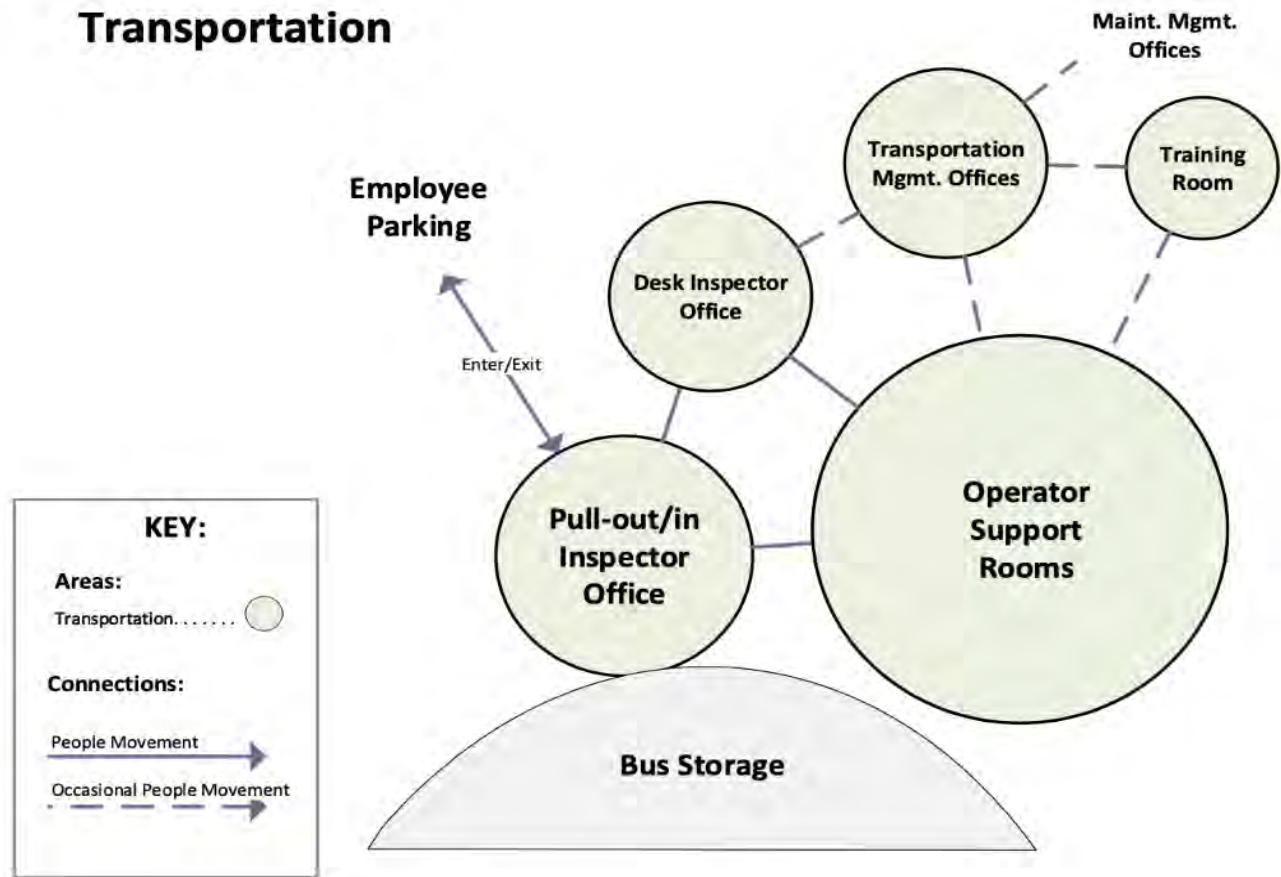 Transportation
Maint. Mgmt.
Offices
Transportation
Mgmt. Offices
Training
Room
Employee
Parking
Desk Inspector
Office
Enter/Exit
Pull-out/in
Inspector
Office
Operator
Support
Rooms
Bus Storage
KEY:
Areas:
Transportation. . . . . . .
Connections:
People Movement
Occasional People Movement